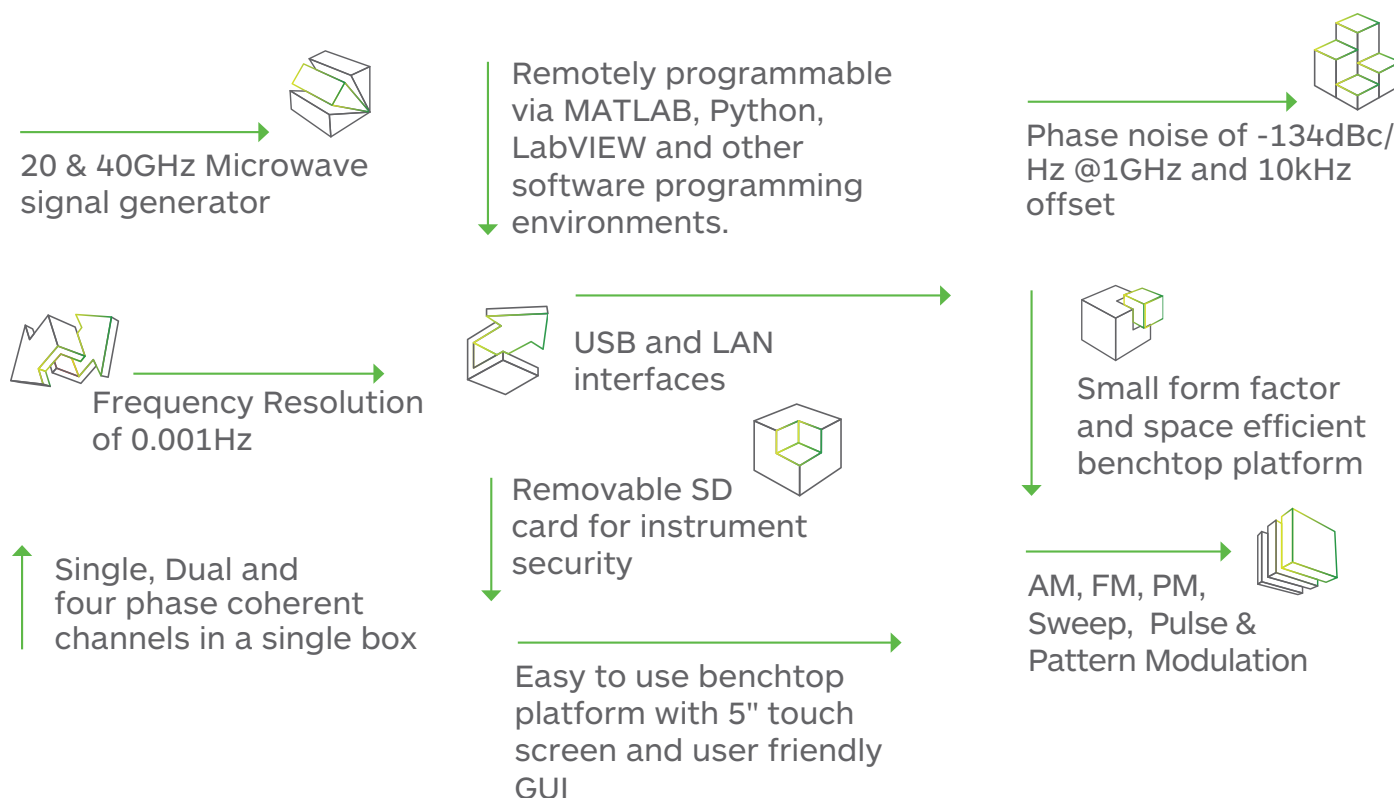 20 & 40GHz Microwave
signal generator
Remotely programmable
via MATLAB, Python,
LabVIEW and other
software programming
environments.
Phase noise of -134dBc/
Hz @1GHz and 10kHz
offset
Frequency Resolution
of 0.001Hz
USB and LAN
interfaces
Small form factor
and space efficient
benchtop platform
Single, Dual and
four phase coherent
channels in a single box
Removable SD
card for instrument
security
AM, FM, PM,
Sweep,  Pulse &
Pattern Modulation
Easy to use benchtop
platform with 5" touch
screen and user friendly
GUI